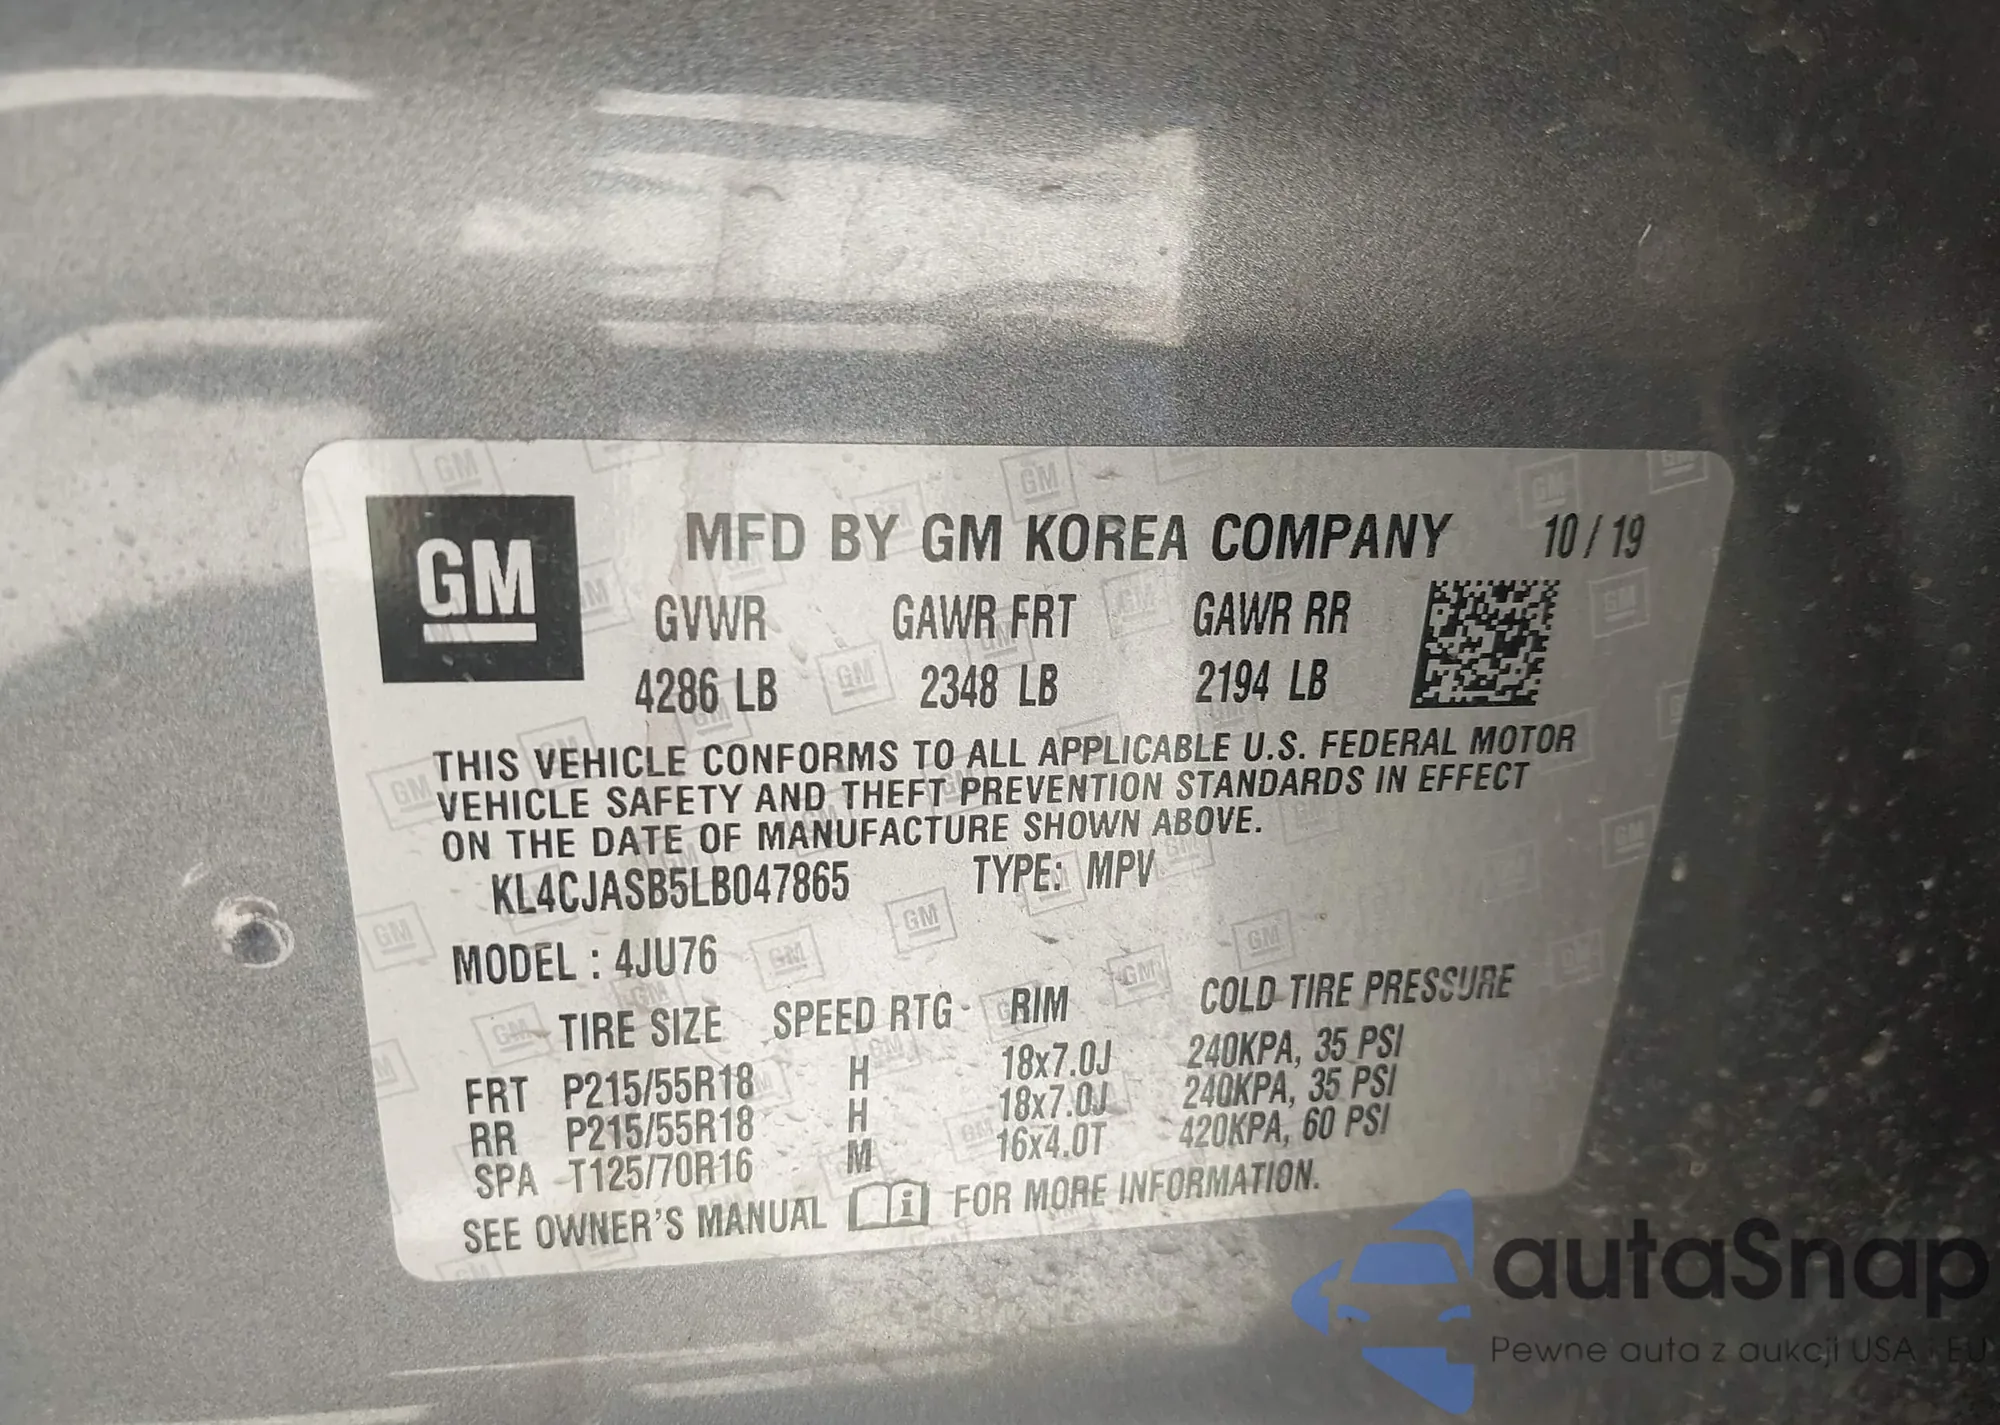 GM
MFD BY GM KOREA COMPANY 10 / 19
GVWR GAWR FRT GAWR RR
4286 LB 2348 LB 2194 LB
THIS VEHICLE CONFORMS TO ALL APPLICABLE U.S. FEDERAL MOTOR
VEHICLE SAFETY AND THEFT PREVENTION STANDARDS IN EFFECT
ON THE DATE OF MANUFACTURE SHOWN ABOVE.
KL4CJASB5LB047865 TYPE: MPV
MODEL : 4JU76
TIRE SIZE SPEED RTG RIM COLD TIRE PRESSURE
FRT P215/55R18 H 18x7.0J 240KPA, 35 PSI
RR P215/55R18 H 18x7.0J 240KPA, 35 PSI
SPA T125/70R16 M 16x4.0T 420KPA, 60 PSI
SEE OWNER'S MANUAL i FOR MORE INFORMATION.
autaSnap
Pewne auta z aukcji USA i EU